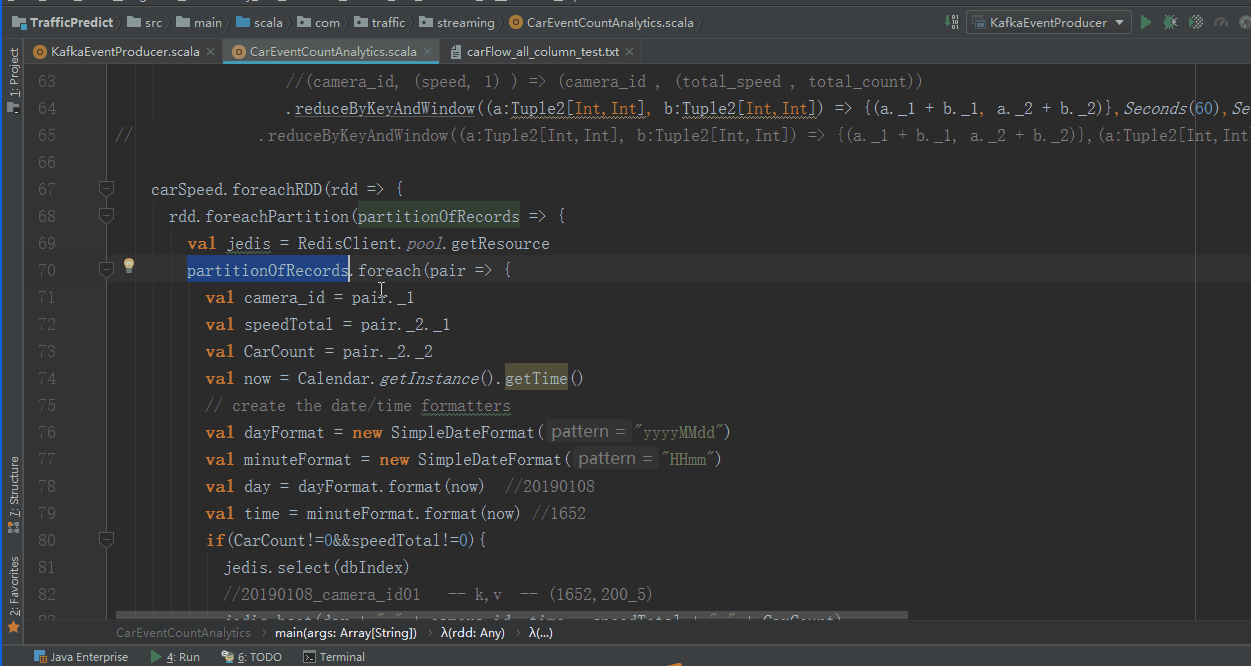 TrafficPredict src main scala com traffic streaming CarEventCountAnalytics.scala KafkaEventProducer
KafkaEventProducer.scala × CarEventCountAnalytics.scala × carFlow_all_column_test.txt ×
1: Project
63 //(camera_id, (speed, 1) ) => (camera_id , (total_speed , total_count))
64 .reduceByKeyAndWindow((a:Tuple2[Int,Int], b:Tuple2[Int,Int]) => {(a._1 + b._1, a._2 + b._2)},Seconds(60),Se
65 // .reduceByKeyAndWindow((a:Tuple2[Int,Int], b:Tuple2[Int,Int]) => {(a._1 + b._1, a._2 + b._2)},(a:Tuple2[Int,Int
66
67 carSpeed.foreachRDD(rdd => {
68 rdd.foreachPartition(partitionOfRecords => {
69 val jedis = RedisClient.pool.getResource
70 partitionOfRecords.foreach(pair => {
71 val camera_id = pair._1
72 val speedTotal = pair._2._1
73 val CarCount = pair._2._2
74 val now = Calendar.getInstance().getTime()
75 // create the date/time formatters
76 val dayFormat = new SimpleDateFormat( pattern = "yyyyMMdd")
77 val minuteFormat = new SimpleDateFormat( pattern = "HHmm")
78 val day = dayFormat.format(now) //20190108
79 val time = minuteFormat.format(now) //1652
80 if(CarCount!=0&&speedTotal!=0){
81 jedis.select(dbIndex)
82 //20190108_camera_id01 -- k,v -- (1652,200_5)
7: Structure
2: Favorites
CarEventCountAnalytics › main(args: Array[String]) › λ(rdd: Any) › λ(...)
Java Enterprise 4: Run 6: TODO Terminal